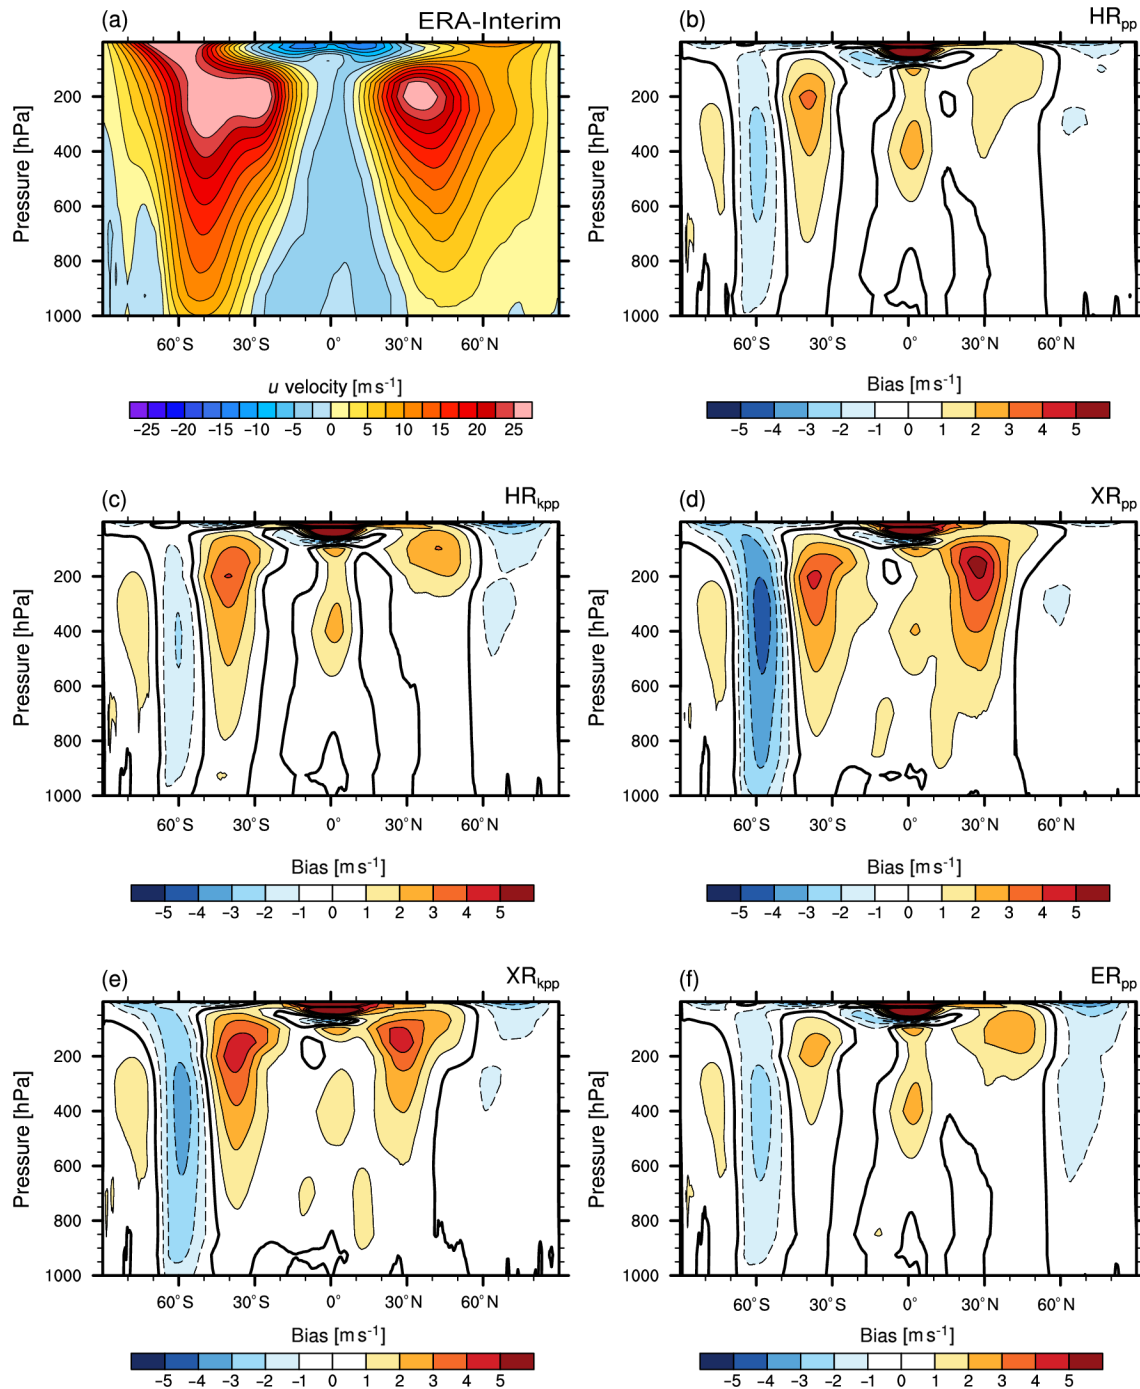 (a) ERA-Interim
Pressure [hPa]
200
400
600
800
1000
60°S 30°S 0° 30°N 60°N
u velocity [m s⁻¹]
−25 −20 −15 −10 −5 0 5 10 15 20 25
(b) HRpp
Pressure [hPa]
200
400
600
800
1000
60°S 30°S 0° 30°N 60°N
Bias [m s⁻¹]
−5 −4 −3 −2 −1 0 1 2 3 4 5
(c) HRkpp
Pressure [hPa]
200
400
600
800
1000
60°S 30°S 0° 30°N 60°N
Bias [m s⁻¹]
−5 −4 −3 −2 −1 0 1 2 3 4 5
(d) XRpp
Pressure [hPa]
200
400
600
800
1000
60°S 30°S 0° 30°N 60°N
Bias [m s⁻¹]
−5 −4 −3 −2 −1 0 1 2 3 4 5
(e) XRkpp
Pressure [hPa]
200
400
600
800
1000
60°S 30°S 0° 30°N 60°N
Bias [m s⁻¹]
−5 −4 −3 −2 −1 0 1 2 3 4 5
(f) ERpp
Pressure [hPa]
200
400
600
800
1000
60°S 30°S 0° 30°N 60°N
Bias [m s⁻¹]
−5 −4 −3 −2 −1 0 1 2 3 4 5